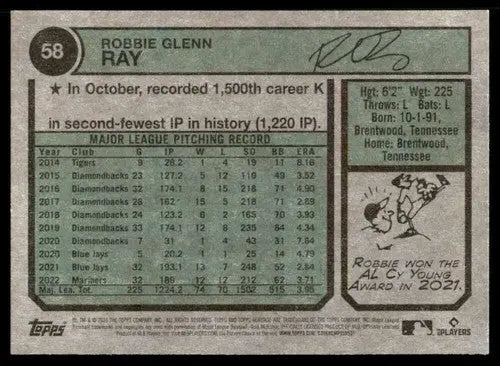 58
ROBBIE GLENN
RAY
★ In October, recorded 1,500th career K
in second-fewest IP in history (1,220 IP).
MAJOR LEAGUE PITCHING RECORD
Year Club G IP W L SO BB ERA
2014 Tigers 9 28.2 1 4 19 11 8.16
2015 Diamondbacks 23 127.2 5 12 119 49 3.52
2016 Diamondbacks 32 174.1 8 15 218 71 4.90
2017 Diamondbacks 28 162 15 5 218 71 2.89
2018 Diamondbacks 24 123.2 6 2 165 70 3.93
2019 Diamondbacks 33 174.1 12 8 235 84 4.34
2020 Diamondbacks 7 31 1 4 43 31 7.84
2020 Blue Jays 5 20.2 1 1 25 14 4.79
2021 Blue Jays 32 193.1 13 7 248 52 2.84
2022 Mariners 32 189 12 12 212 62 3.71
Maj. Lea. Tot. 225 1224.2 74 70 1502 515 3.96
Hgt: 6'2" Wgt: 225
Throws: L Bats: L
Born: 10-1-91,
Brentwood, Tennessee
Home: Brentwood,
Tennessee
ROBBIE WON THE
AL CY YOUNG
AWARD IN 2021.
Topps
PLAYERS